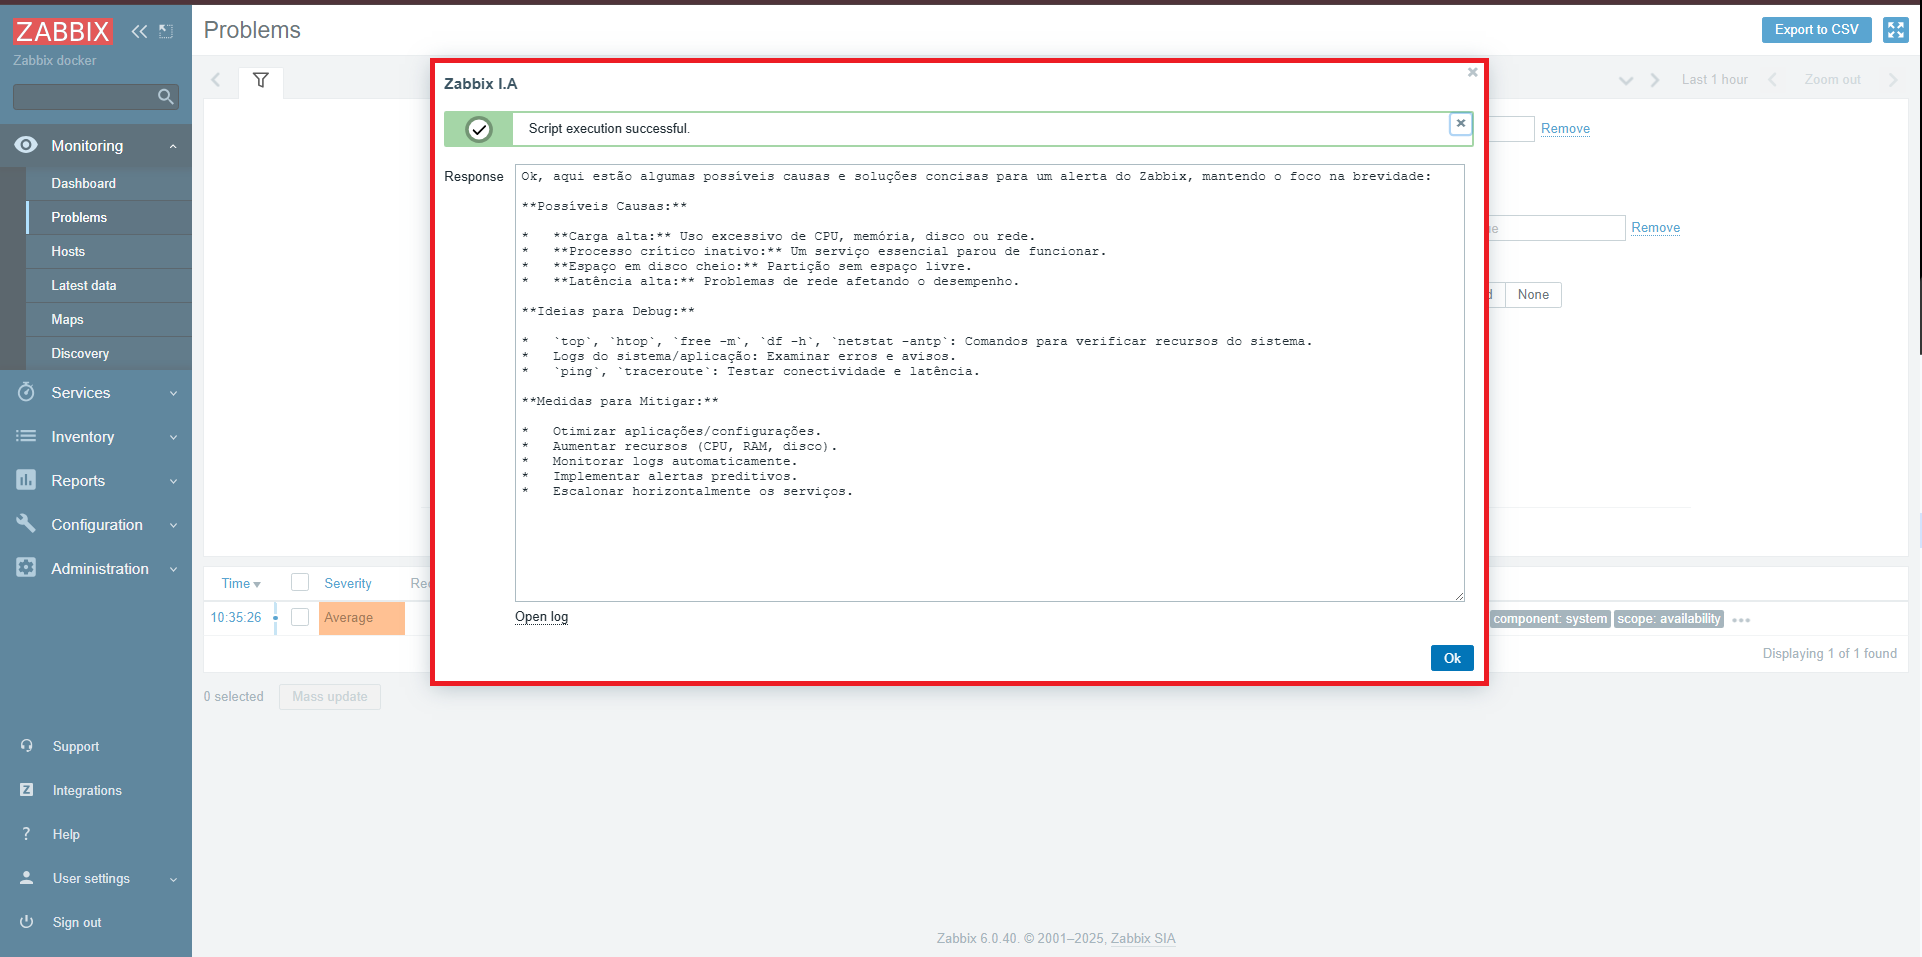 ZABBIX
Zabbix docker
Monitoring
Dashboard
Problems
Hosts
Latest data
Maps
Discovery
Services
Inventory
Reports
Configuration
Administration
Support
Integrations
? Help
User settings
Sign out
Problems
Export to CSV
Last 1 hour
Zoom out
Remove
Remove
None
Zabbix I.A
Script execution successful.
Response
Ok, aqui estão algumas possíveis causas e soluções concisas para um alerta do Zabbix, mantendo o foco na brevidade:
**Possíveis Causas:**
* **Carga alta:** Uso excessivo de CPU, memória, disco ou rede.
* **Processo crítico inativo:** Um serviço essencial parou de funcionar.
* **Espaço em disco cheio:** Partição sem espaço livre.
* **Latência alta:** Problemas de rede afetando o desempenho.
**Ideias para Debug:**
* `top`, `htop`, `free -m`, `df -h`, `netstat -antp`: Comandos para verificar recursos do sistema.
* Logs do sistema/aplicação: Examinar erros e avisos.
* `ping`, `traceroute`: Testar conectividade e latência.
**Medidas para Mitigar:**
* Otimizar aplicações/configurações.
* Aumentar recursos (CPU, RAM, disco).
* Monitorar logs automaticamente.
* Implementar alertas preditivos.
* Escalonar horizontalmente os serviços.
Open log
Ok
Time
Severity
10:35:26
Average
component: system
scope: availability
Displaying 1 of 1 found
0 selected
Mass update
Zabbix 6.0.40. © 2001–2025, Zabbix SIA